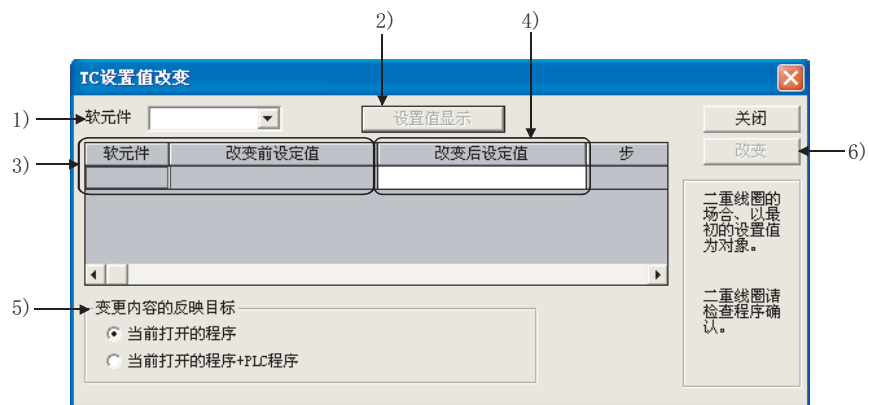 2)
4)
TC设置值改变
1)
软元件
设置值显示
关闭
3)
软元件 改变前设定值 改变后设定值 步
改变
6)
二重线圈的
场合、以最
初的设置值
为对象。
二重线圈请
检查程序确
认。
5)
变更内容的反映目标
当前打开的程序
当前打开的程序+PLC程序